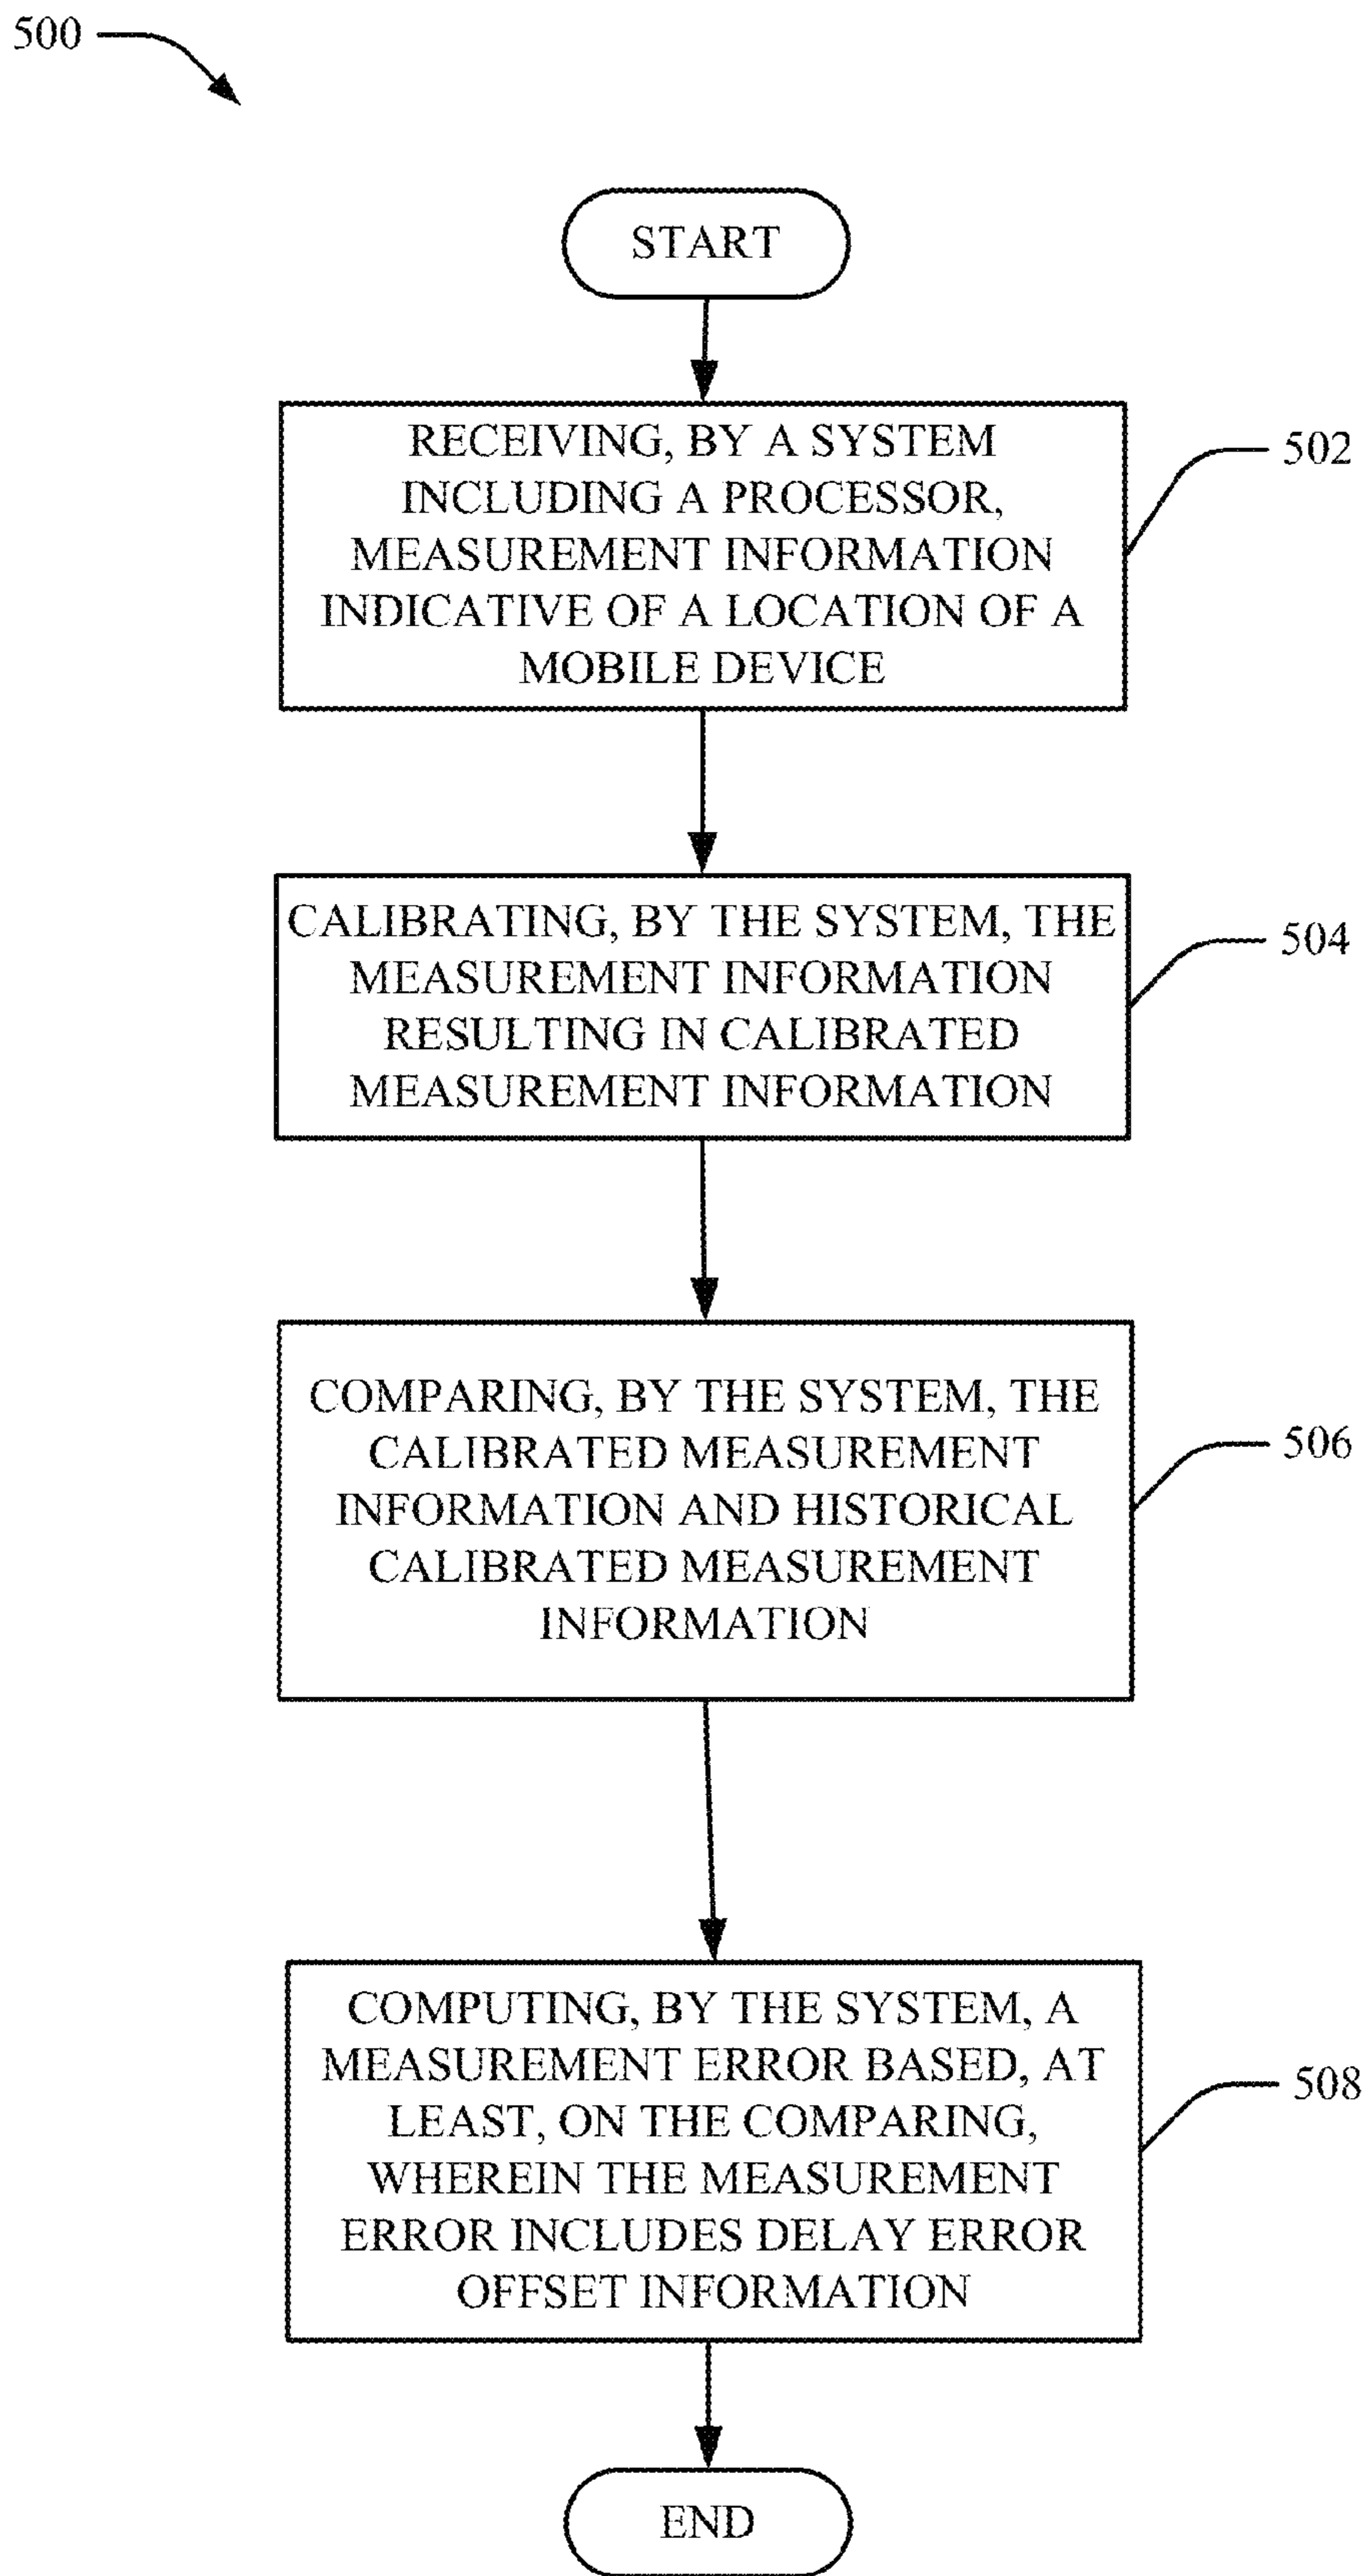 500
START
RECEIVING, BY A SYSTEM
INCLUDING A PROCESSOR,
MEASUREMENT INFORMATION
INDICATIVE OF A LOCATION OF A
MOBILE DEVICE
502
CALIBRATING, BY THE SYSTEM, THE
MEASUREMENT INFORMATION
RESULTING IN CALIBRATED
MEASUREMENT INFORMATION
504
COMPARING, BY THE SYSTEM, THE
CALIBRATED MEASUREMENT
INFORMATION AND HISTORICAL
CALIBRATED MEASUREMENT
INFORMATION
506
COMPUTING, BY THE SYSTEM, A
MEASUREMENT ERROR BASED, AT
LEAST, ON THE COMPARING,
WHEREIN THE MEASUREMENT
ERROR INCLUDES DELAY ERROR
OFFSET INFORMATION
508
END